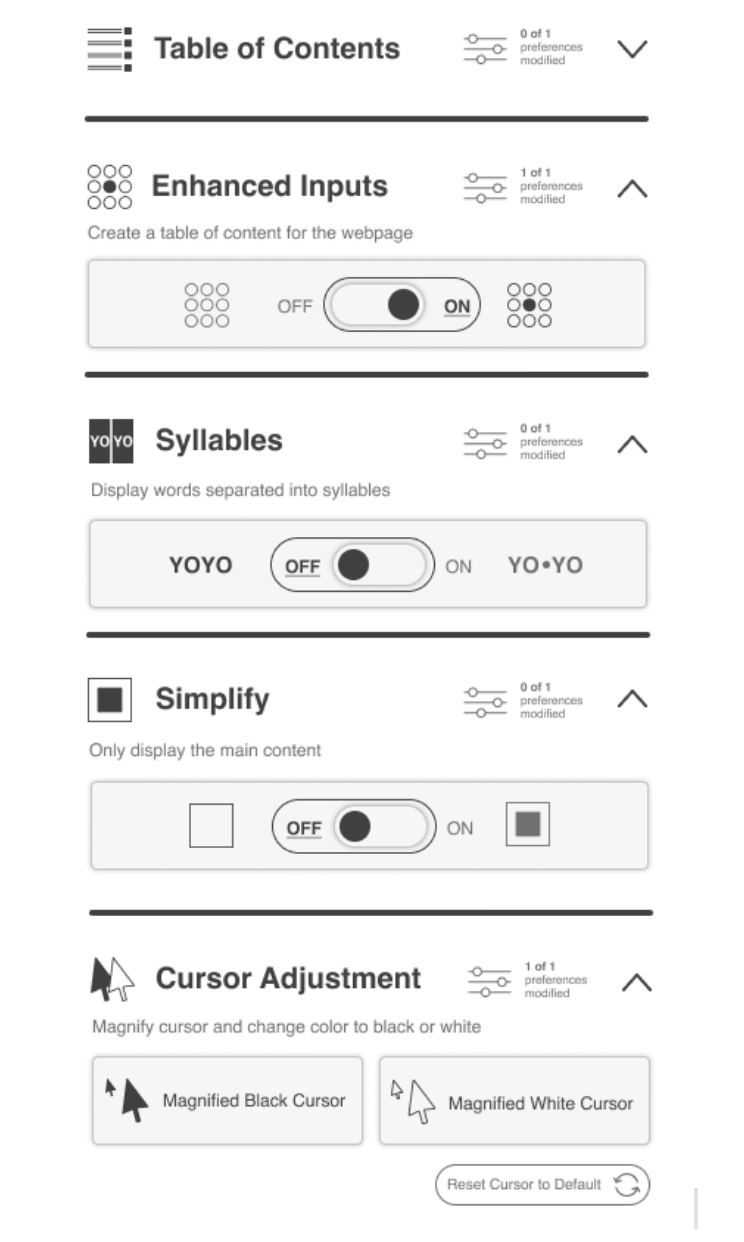 Table of Contents
0 of 1
preferences
modified
Enhanced Inputs
1 of 1
preferences
modified
Create a table of content for the webpage
OFF ON
YO YO
Syllables
0 of 1
preferences
modified
Display words separated into syllables
YOYO OFF ON YO•YO
Simplify
0 of 1
preferences
modified
Only display the main content
OFF ON
Cursor Adjustment
1 of 1
preferences
modified
Magnify cursor and change color to black or white
Magnified Black Cursor
Magnified White Cursor
Reset Cursor to Default